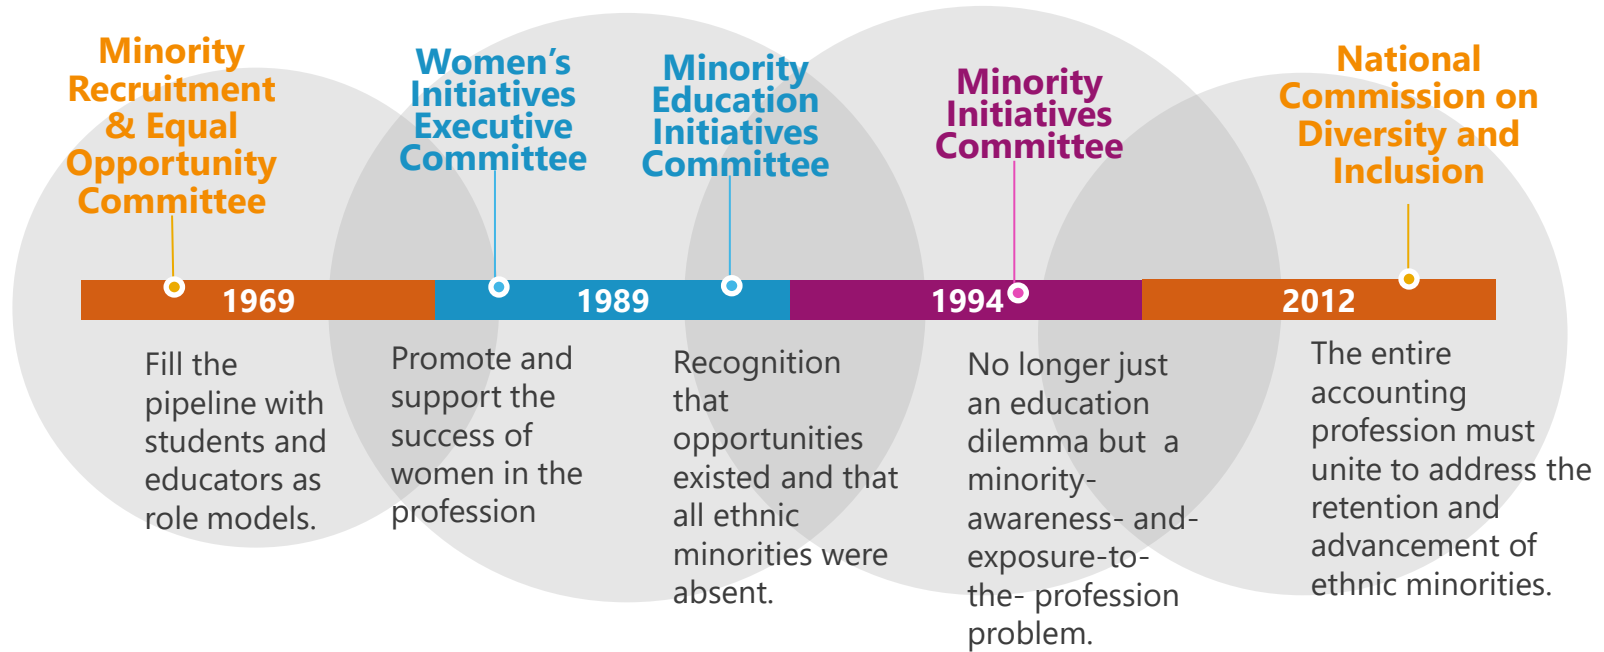 Minority
Recruitment
& Equal
Opportunity
Committee
Women’s
Initiatives
Executive
Committee
Minority
Education
Initiatives
Committee
Minority
Initiatives
Committee
National
Commission on
Diversity and
Inclusion
1969
1989
1994
2012
Fill the
pipeline with
students and
educators as
role models.
Promote and
support the
success of
women in the
profession
Recognition
that
opportunities
existed and that
all ethnic
minorities were
absent.
No longer just
an education
dilemma but  a
minority-
awareness- and-
exposure-to-
the- profession
problem.
The entire
accounting
profession must
unite to address the
retention and
advancement of
ethnic minorities.